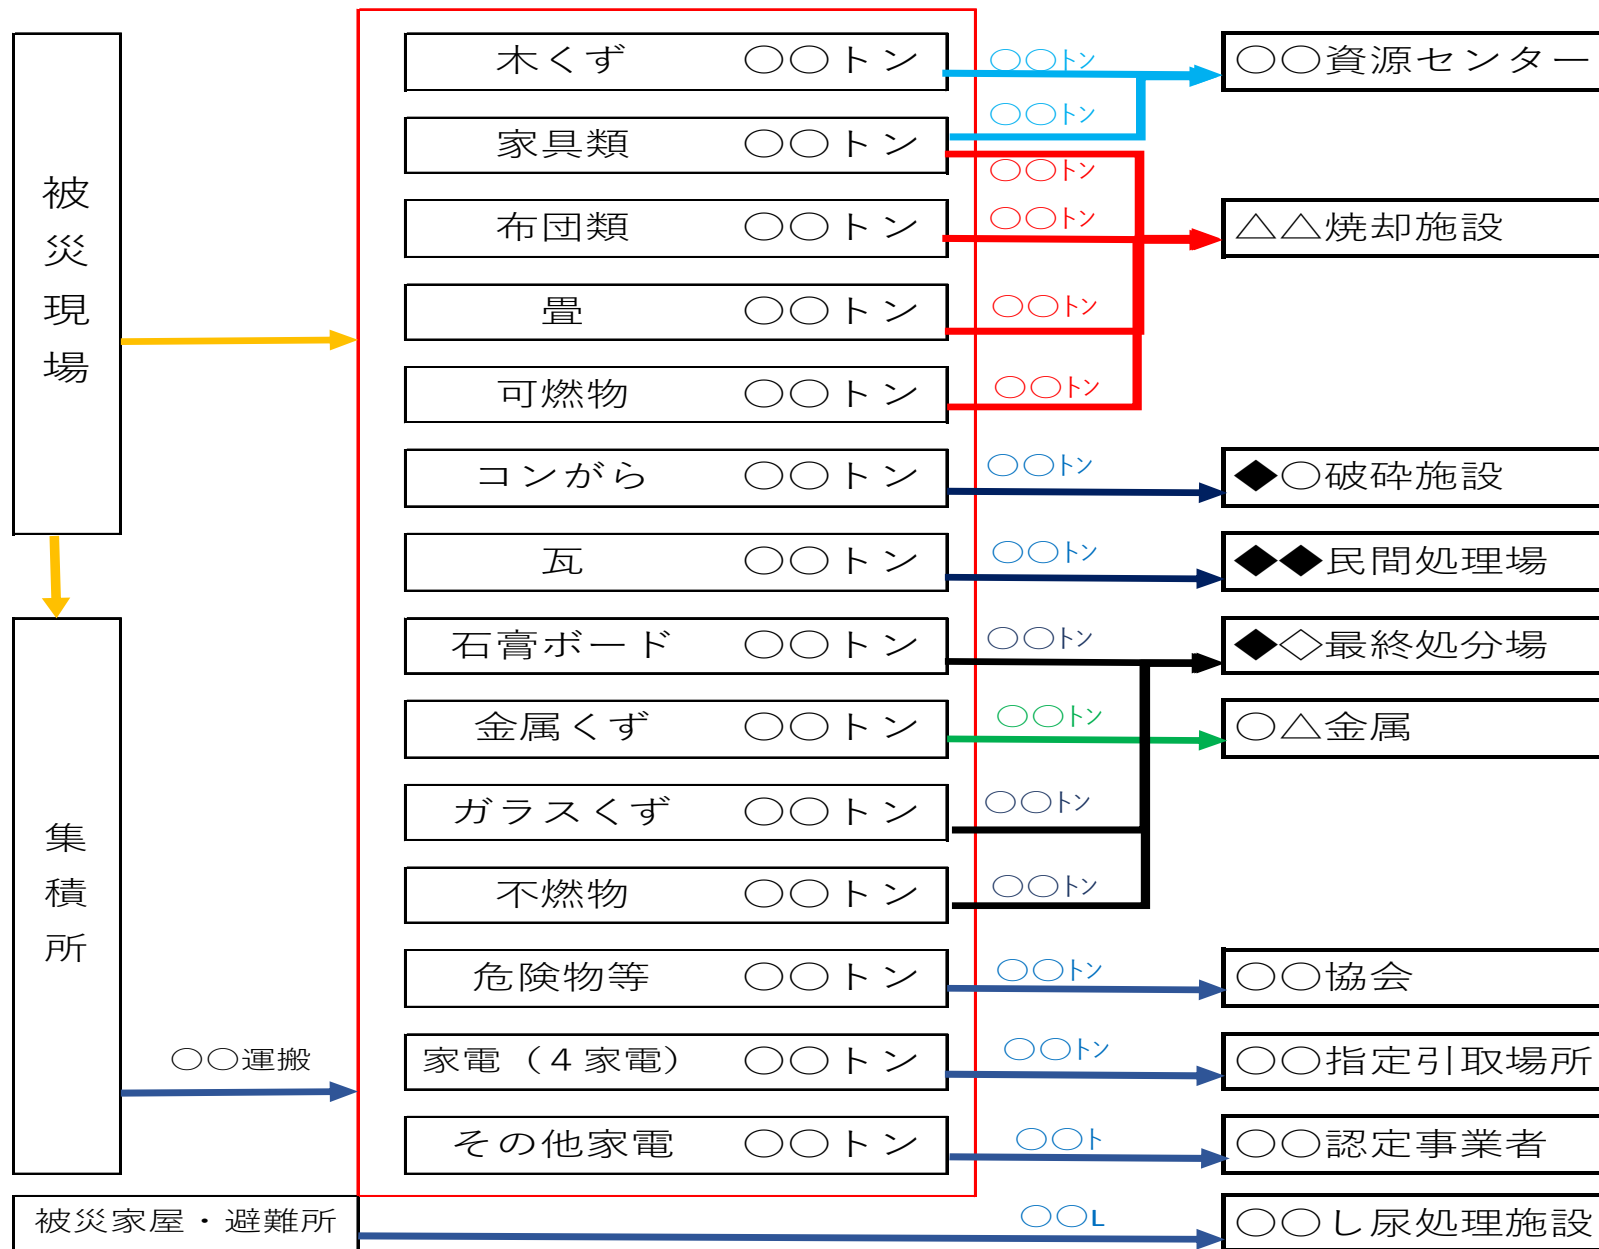 被災現場
集積所
○○運搬
被災家屋・避難所
木くず ○○トン
家具類 ○○トン
布団類 ○○トン
畳 ○○トン
可燃物 ○○トン
コンがら ○○トン
瓦 ○○トン
石膏ボード ○○トン
金属くず ○○トン
ガラスくず ○○トン
不燃物 ○○トン
危険物等 ○○トン
家電（４家電） ○○トン
その他家電 ○○トン
○○トン
○○トン
○○トン
○○トン
○○トン
○○トン
○○トン
○○トン
○○トン
○○トン
○○トン
○○トン
○○トン
○○トン
○○ト
○○L
○○資源センター
△△焼却施設
◆○破砕施設
◆◆民間処理場
◆◇最終処分場
○△金属
○○協会
○○指定引取場所
○○認定事業者
○○し尿処理施設